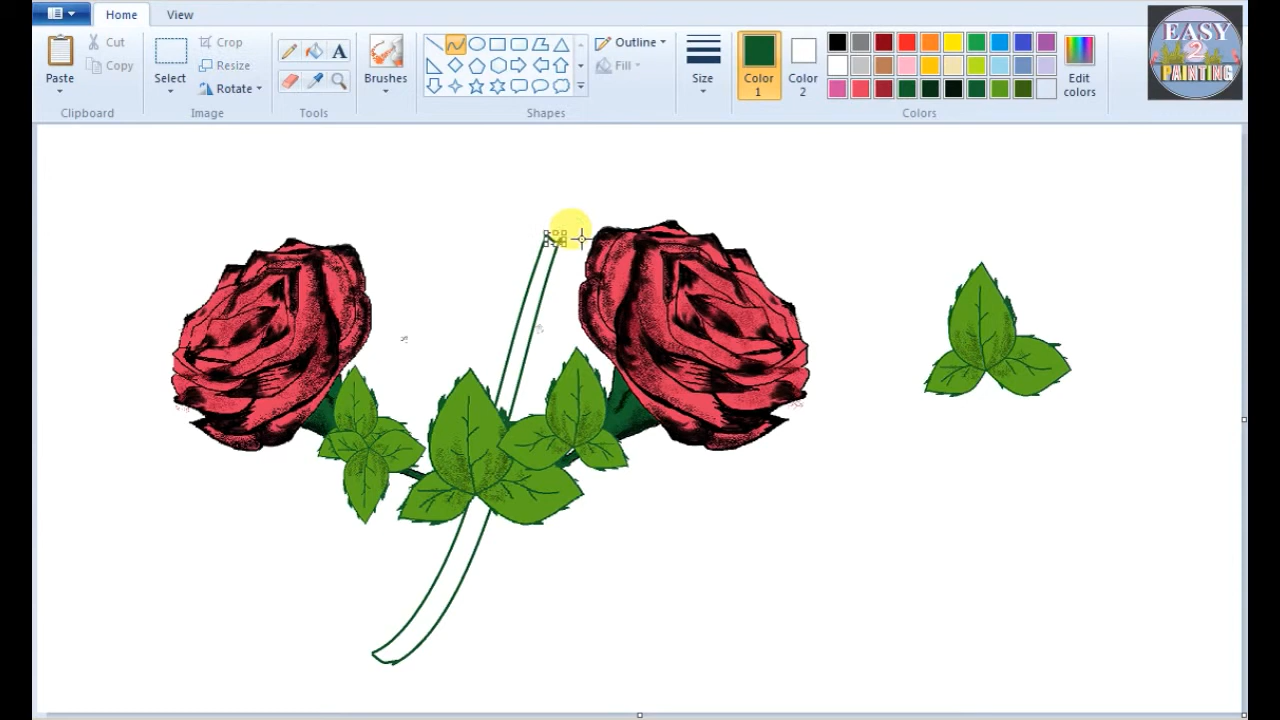 Home
View
Paste
Cut
Copy
Clipboard
Select
Crop
Resize
Rotate
Image
A
Tools
Brushes
Shapes
Outline
Fill
Size
Color
1
Color
2
Edit
colors
Colors
EASY
2
PAINTING